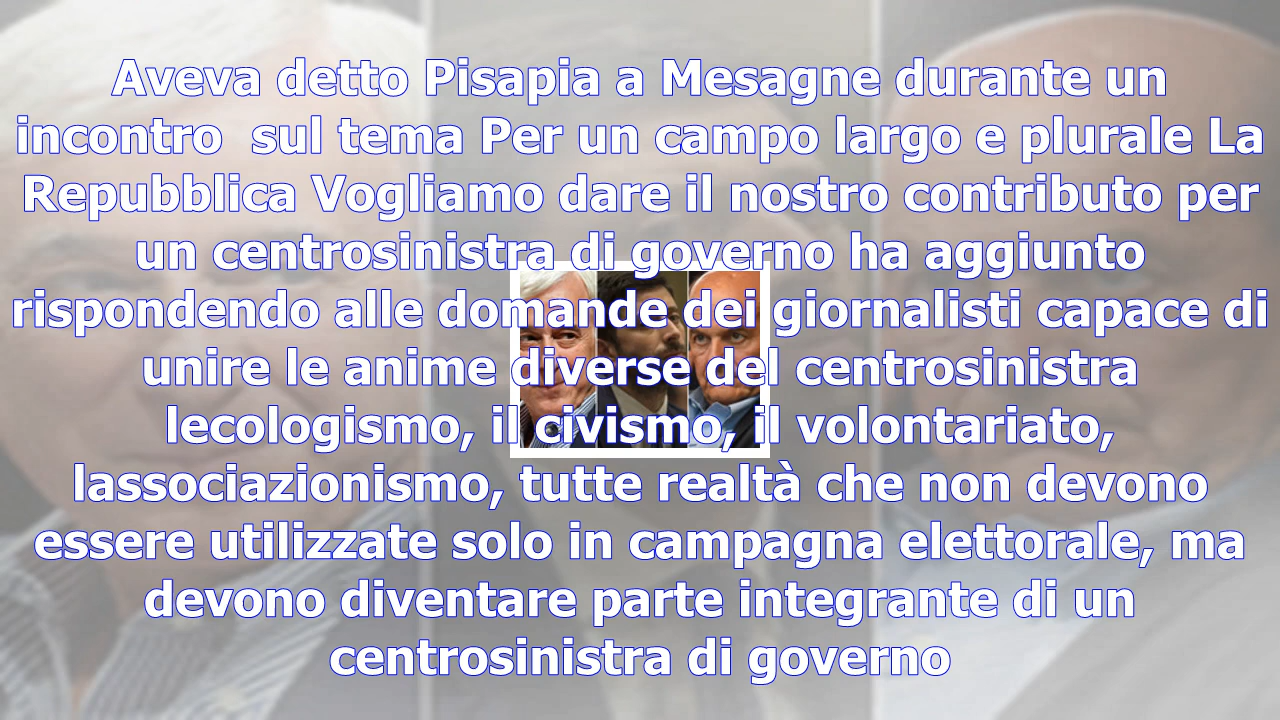 Aveva detto Pisapia a Mesagne durante un
incontro  sul tema Per un campo largo e plurale La
Repubblica Vogliamo dare il nostro contributo per
un centrosinistra di governo ha aggiunto
rispondendo alle domande dei giornalisti capace di
unire le anime diverse del centrosinistra
lecologismo, il civismo, il volontariato,
lassociazionismo, tutte realtà che non devono
essere utilizzate solo in campagna elettorale, ma
devono diventare parte integrante di un
centrosinistra di governo